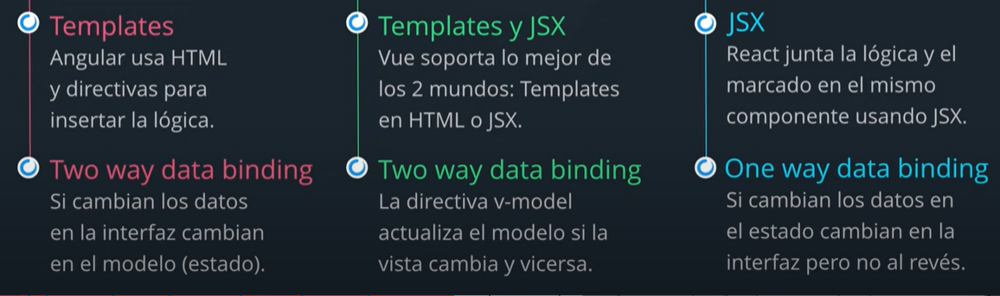 Templates
Angular usa HTML
y directivas para
insertar la lógica.
Two way data binding
Si cambian los datos
en la interfaz cambian
en el modelo (estado).
Templates y JSX
Vue soporta lo mejor de
los 2 mundos: Templates
en HTML o JSX.
Two way data binding
La directiva v-model
actualiza el modelo si la
vista cambia y vicersa.
JSX
React junta la lógica y el
marcado en el mismo
componente usando JSX.
One way data binding
Si cambian los datos en
el estado cambian en la
interfaz pero no al revés.